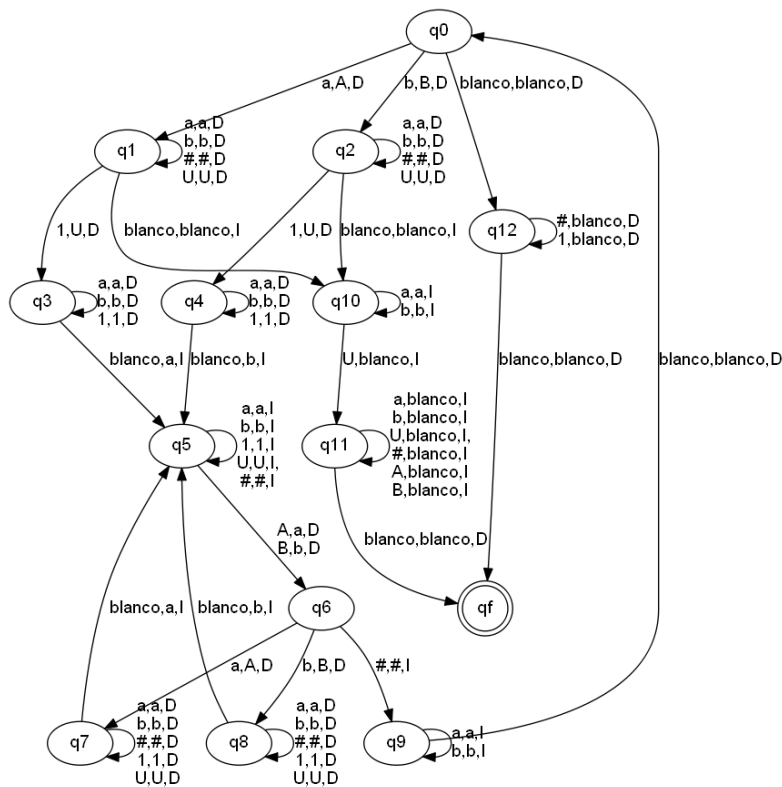 q0
a,A,D
b,B,D
blanco,blanco,D
q1
a,a,D
b,b,D
#,#,D
U,U,D
q2
a,a,D
b,b,D
#,#,D
U,U,D
q12
#,blanco,D
1,blanco,D
1,U,D
blanco,blanco,I
1,U,D
blanco,blanco,I
q3
a,a,D
b,b,D
1,1,D
q4
a,a,D
b,b,D
1,1,D
q10
a,a,I
b,b,I
blanco,a,I
blanco,b,I
U,blanco,I
blanco,blanco,D
blanco,blanco,D
q5
a,a,I
b,b,I
1,1,I
U,U,I,
#,#,I
q11
a,blanco,I
b,blanco,I
U,blanco,I,
#,blanco,I
A,blanco,I
B,blanco,I
A,a,D
B,b,D
blanco,blanco,D
blanco,a,I
blanco,b,I
q6
qf
a,A,D
b,B,D
#,#,I
q7
a,a,D
b,b,D
#,#,D
1,1,D
U,U,D
q8
a,a,D
b,b,D
#,#,D
1,1,D
U,U,D
q9
a,a,I
b,b,I